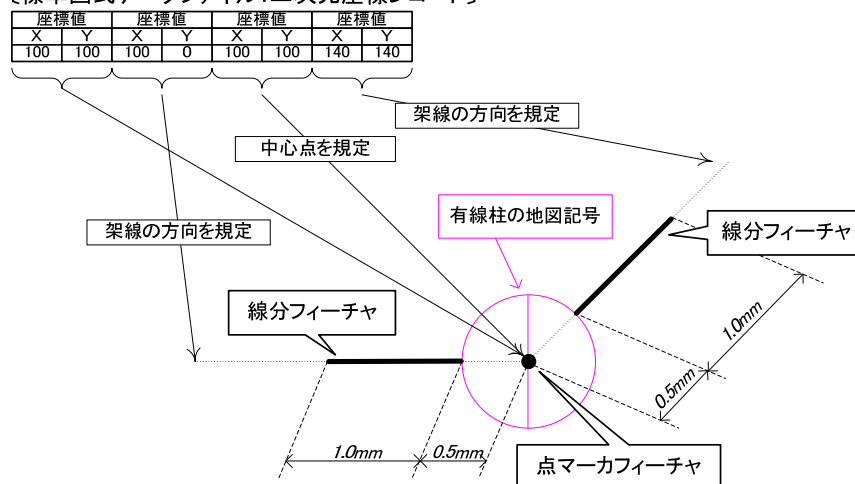 座標値 座標値 座標値 座標値
X Y X Y X Y X Y
100 100 100 0 100 100 140 140
架線の方向を規定
中心点を規定
有線柱の地図記号
架線の方向を規定
線分フィーチャ
線分フィーチャ
1.0mm
0.5mm
1.0mm
0.5mm
点マーカフィーチャ